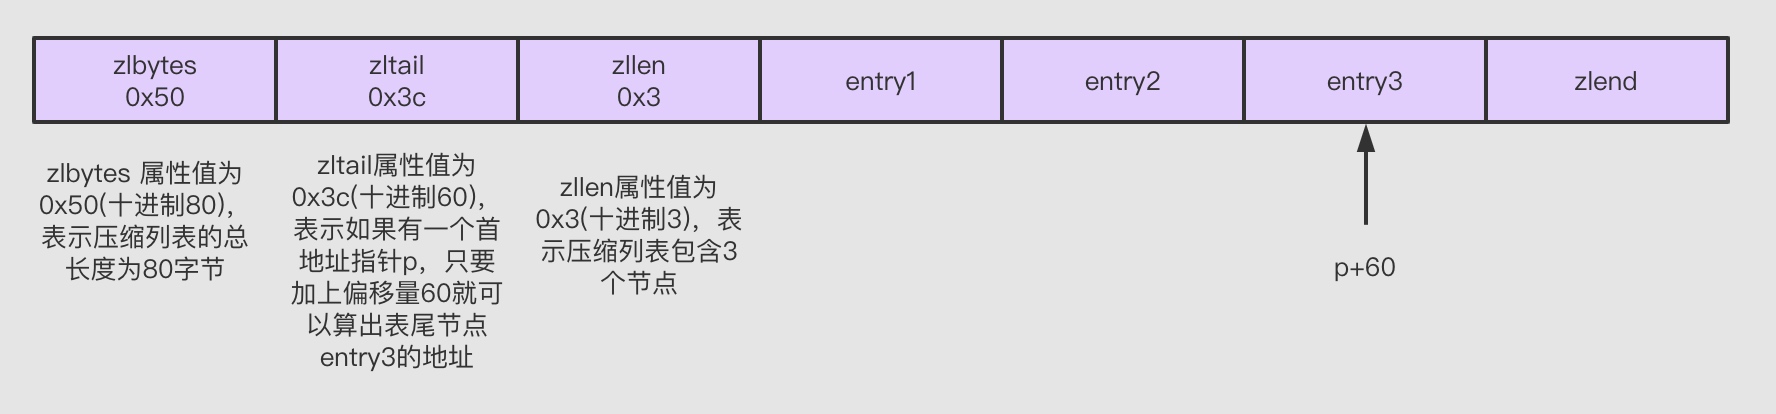 zlbytes
0x50
zltail
0x3c
zllen
0x3
entry1
entry2
entry3
zlend
zlbytes 属性值为
0x50(十进制80)，
表示压缩列表的总
长度为80字节
zltail属性值为
0x3c(十进制60)，
表示如果有一个首
地址指针p，只要
加上偏移量60就可
以算出表尾节点
entry3的地址
zllen属性值为
0x3(十进制3)，表
示压缩列表包含3
个节点
p+60